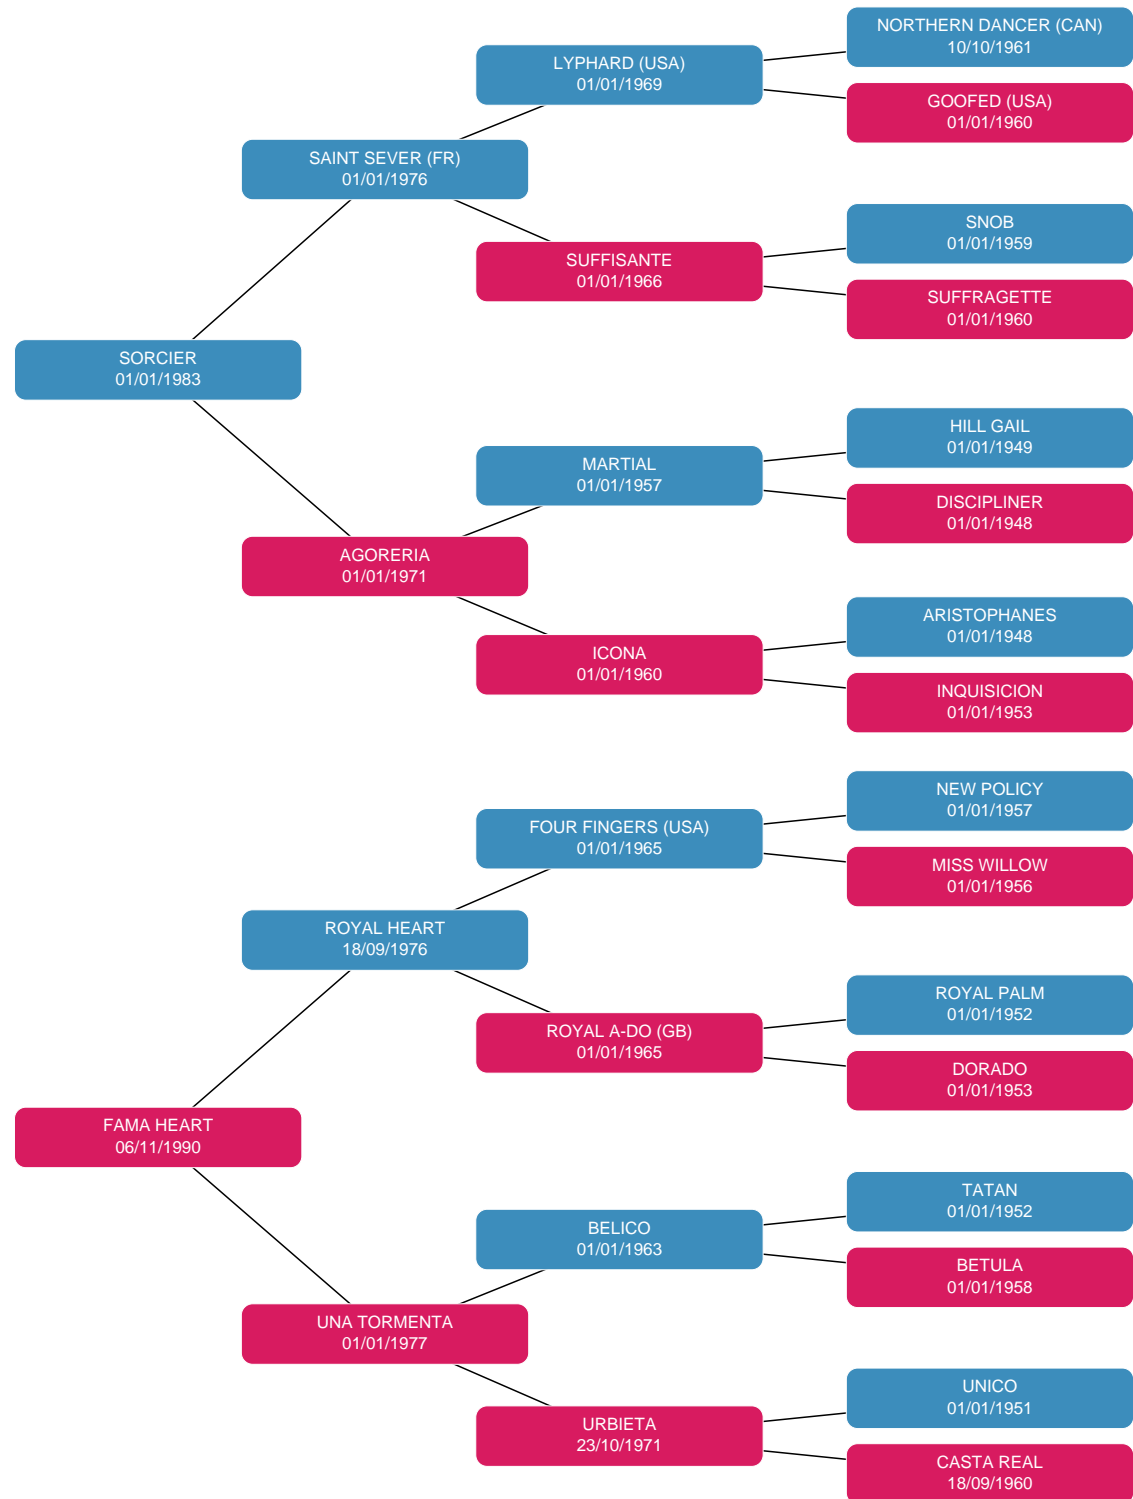 NORTHERN DANCER (CAN)
10/10/1961
LYPHARD (USA)
01/01/1969
GOOFED (USA)
01/01/1960
SAINT SEVER (FR)
01/01/1976
SNOB
01/01/1959
SUFFISANTE
01/01/1966
SUFFRAGETTE
01/01/1960
SORCIER
01/01/1983
HILL GAIL
01/01/1949
MARTIAL
01/01/1957
DISCIPLINER
01/01/1948
AGORERIA
01/01/1971
ARISTOPHANES
01/01/1948
ICONA
01/01/1960
INQUISICION
01/01/1953
NEW POLICY
01/01/1957
FOUR FINGERS (USA)
01/01/1965
MISS WILLOW
01/01/1956
ROYAL HEART
18/09/1976
ROYAL PALM
01/01/1952
ROYAL A-DO (GB)
01/01/1965
DORADO
01/01/1953
FAMA HEART
06/11/1990
TATAN
01/01/1952
BELICO
01/01/1963
BETULA
01/01/1958
UNA TORMENTA
01/01/1977
UNICO
01/01/1951
URBIETA
23/10/1971
CASTA REAL
18/09/1960